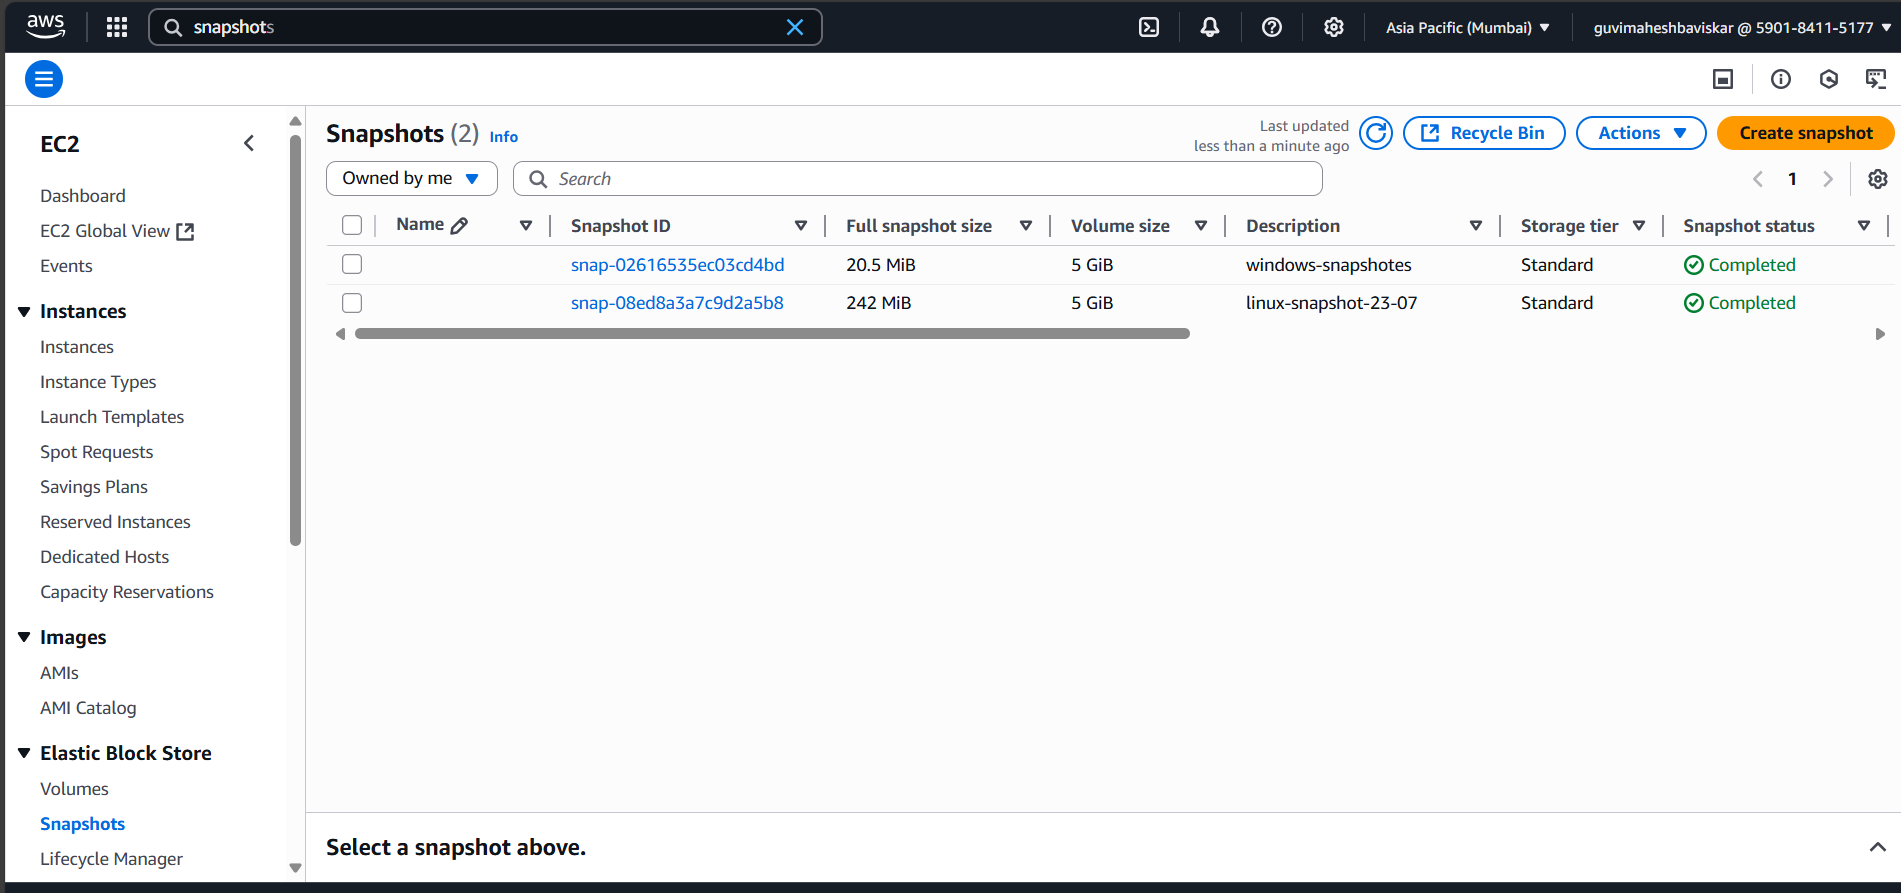 aws
snapshots
Asia Pacific (Mumbai)
guvimaheshbaviskar @ 5901-8411-5177
EC2
Dashboard
EC2 Global View
Events
Instances
Instances
Instance Types
Launch Templates
Spot Requests
Savings Plans
Reserved Instances
Dedicated Hosts
Capacity Reservations
Images
AMIs
AMI Catalog
Elastic Block Store
Volumes
Snapshots
Lifecycle Manager
Snapshots (2) Info
Last updated
less than a minute ago
Recycle Bin
Actions
Create snapshot
Owned by me
Search
1
Name Snapshot ID Full snapshot size Volume size Description Storage tier Snapshot status
snap-02616535ec03cd4bd 20.5 MiB 5 GiB windows-snapshotes Standard Completed
snap-08ed8a3a7c9d2a5b8 242 MiB 5 GiB linux-snapshot-23-07 Standard Completed
Select a snapshot above.